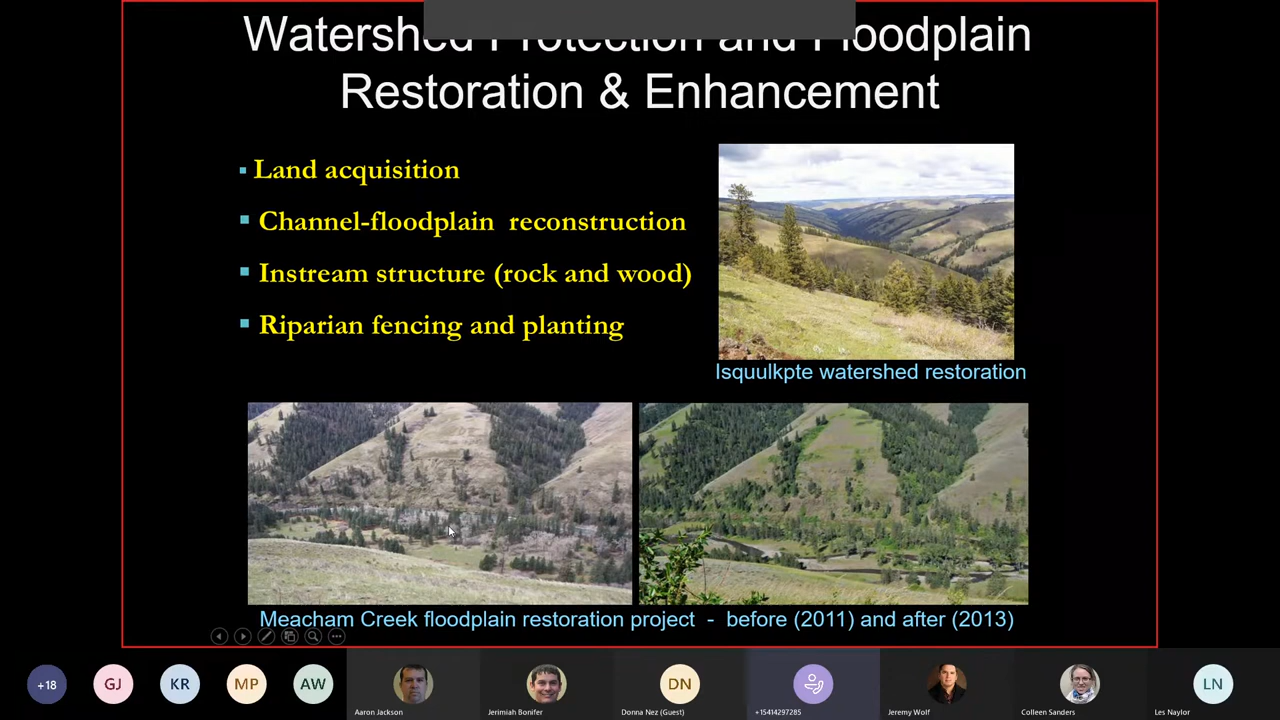 Watershed Protection and Floodplain
Restoration & Enhancement
Land acquisition
Channel-floodplain reconstruction
Instream structure (rock and wood)
Riparian fencing and planting
Isquulkpte watershed restoration
Meacham Creek floodplain restoration project - before (2011) and after (2013)
+18
GJ
KR
MP
AW
Aaron Jackson
Jerimiah Bonifer
DN
Donna Nez (Guest)
+15414297285
Jeremy Wolf
Colleen Sanders
LN
Les Naylor